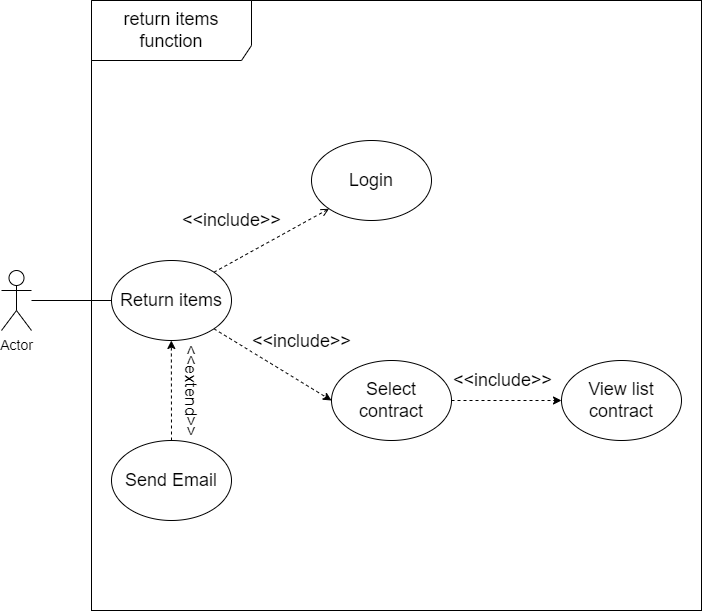 return items
function
Login
<<include>>
Return items
Actor
<<include>>
<<extend>>
Select
contract
<<include>>
View list
contract
Send Email